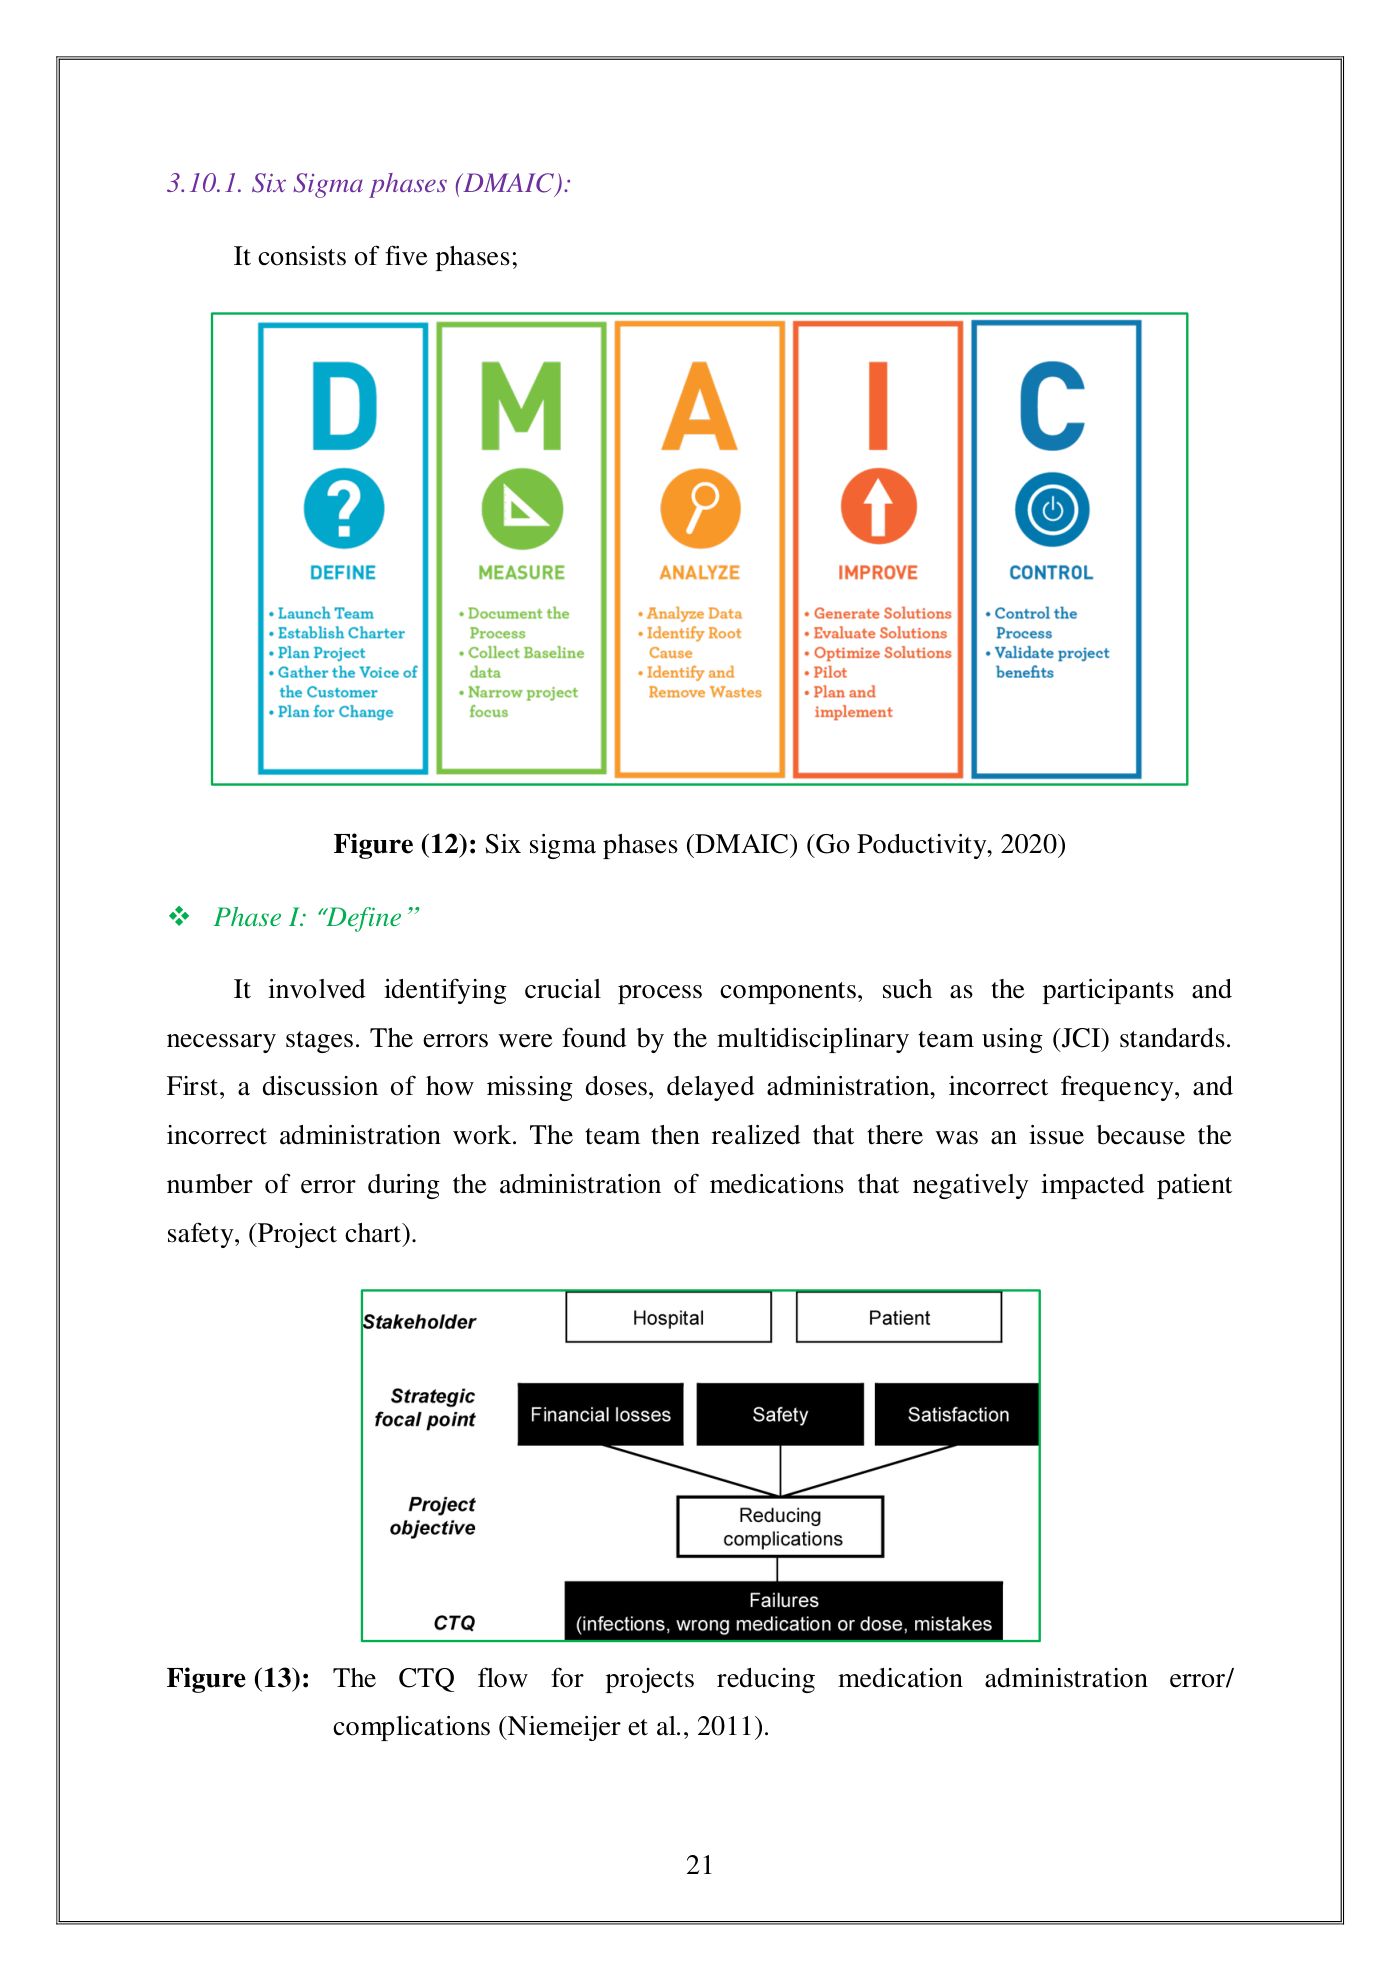 3.10.1. Six Sigma phases (DMAIC):
It consists of five phases;
D
DEFINE
• Launch Team
• Establish Charter
• Plan Project
• Gather the Voice of
the Customer
• Plan for Change
M
MEASURE
• Document the
Process
• Collect Baseline
data
• Narrow project
focus
A
ANALYZE
• Analyze Data
• Identify Root
Cause
• Identify and
Remove Wastes
I
IMPROVE
• Generate Solutions
• Evaluate Solutions
• Optimize Solutions
• Pilot
• Plan and
implement
C
CONTROL
• Control the
Process
• Validate project
benefits
Figure (12): Six sigma phases (DMAIC) (Go Poductivity, 2020)
❖ Phase I: “Define”
It involved identifying crucial process components, such as the participants and
necessary stages. The errors were found by the multidisciplinary team using (JCI) standards.
First, a discussion of how missing doses, delayed administration, incorrect frequency, and
incorrect administration work. The team then realized that there was an issue because the
number of error during the administration of medications that negatively impacted patient
safety, (Project chart).
Stakeholder
Hospital
Patient
Strategic
focal point
Financial losses
Safety
Satisfaction
Project
objective
Reducing
complications
CTQ
Failures
(infections, wrong medication or dose, mistakes
Figure (13): The CTQ flow for projects reducing medication administration error/
complications (Niemeijer et al., 2011).
21